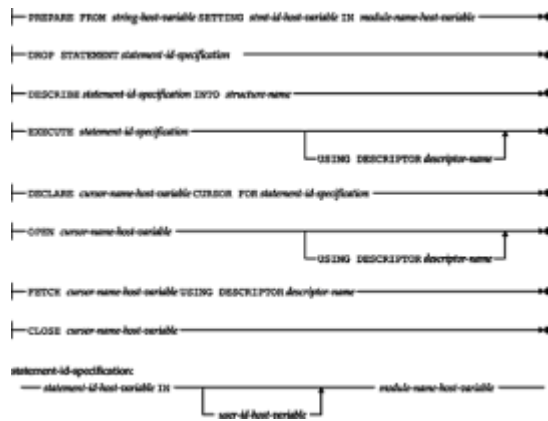 PREPARE FROM string-host-variable SETTING stmt-id-host-variable IN module-name-host-variable
DROP STATEMENT statement-id-specification
DESCRIBE statement-id-specification INTO structure-name
EXECUTE statement-id-specification
USING DESCRIPTOR descriptor-name
DECLARE cursor-name-host-variable CURSOR FOR statement-id-specification
OPEN cursor-name-host-variable
USING DESCRIPTOR descriptor-name
FETCH cursor-name-host-variable USING DESCRIPTOR descriptor-name
CLOSE cursor-name-host-variable
statement-id-specification:
statement-id-host-variable IN module-name-host-variable
user-id-host-veriable